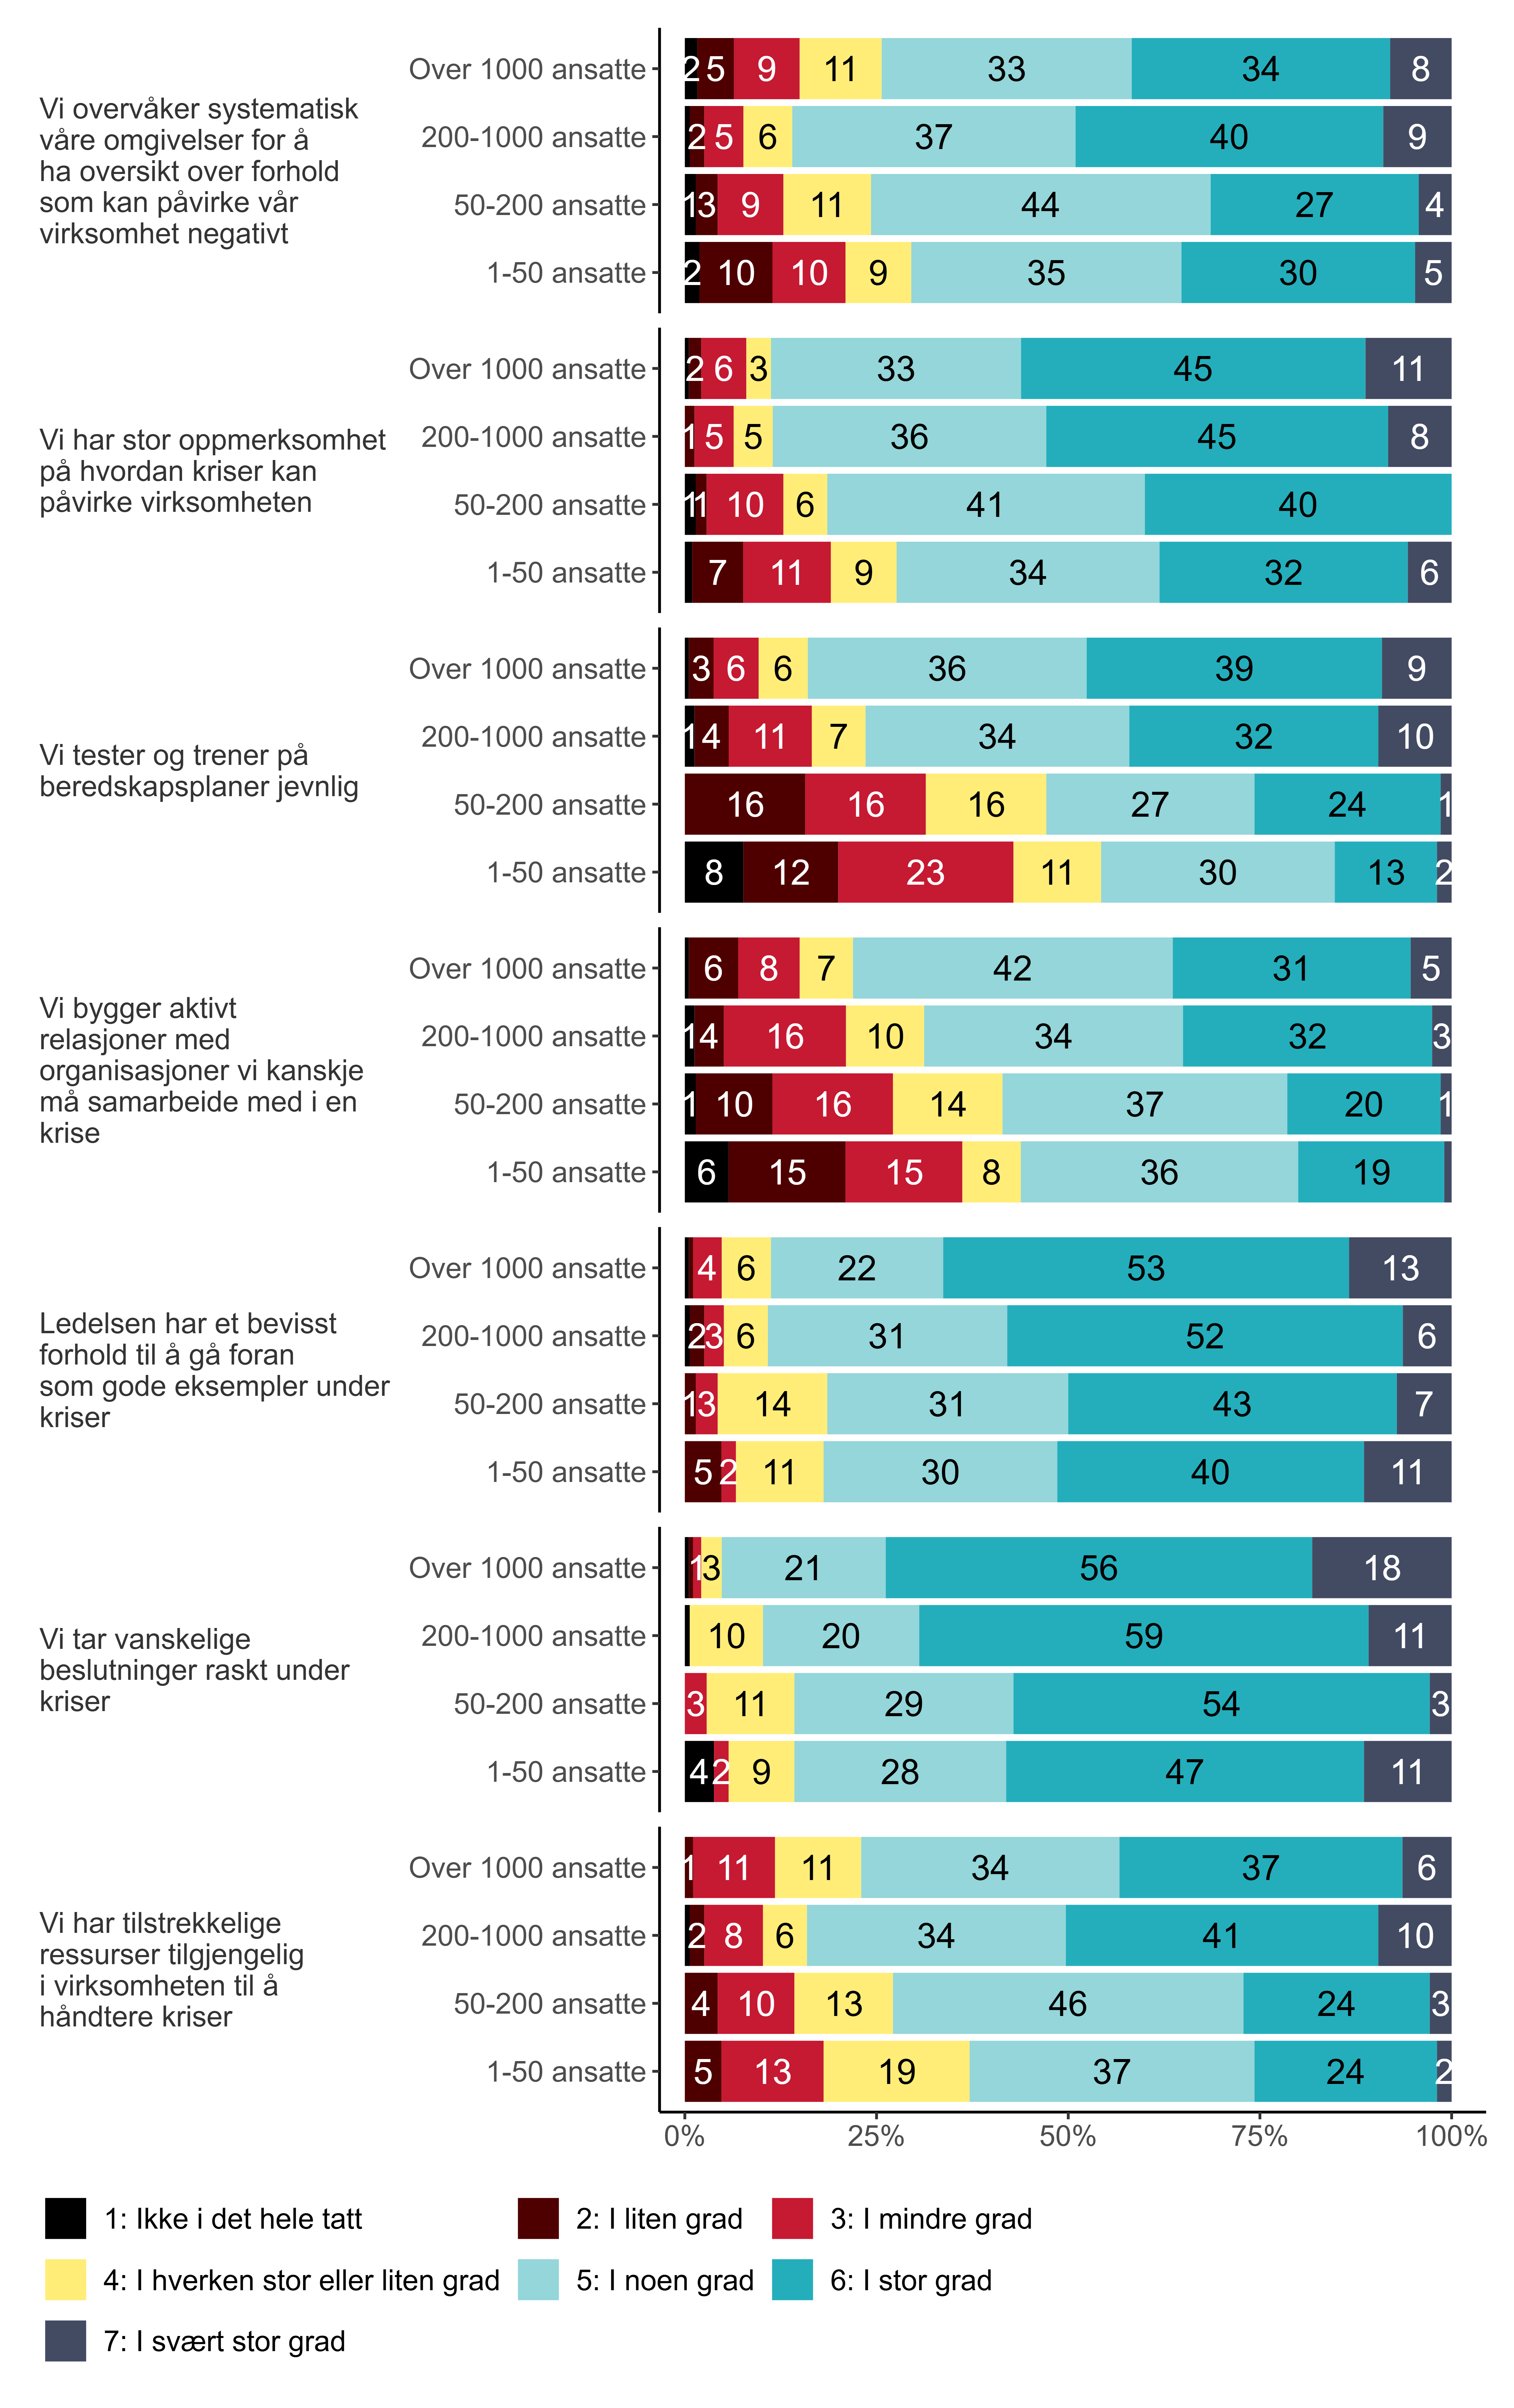 Vi overvåker systematisk
våre omgivelser for å
ha oversikt over forhold
som kan påvirke vår
virksomhet negativt
Over 1000 ansatte 2 5 9 11 33 34 8
200-1000 ansatte 2 5 6 37 40 9
50-200 ansatte 1 3 9 11 44 27 4
1-50 ansatte 2 10 10 9 35 30 5
Vi har stor oppmerksomhet
på hvordan kriser kan
påvirke virksomheten
Over 1000 ansatte 2 6 3 33 45 11
200-1000 ansatte 1 5 5 36 45 8
50-200 ansatte 1 1 10 6 41 40
1-50 ansatte 7 11 9 34 32 6
Vi tester og trener på
beredskapsplaner jevnlig
Over 1000 ansatte 3 6 6 36 39 9
200-1000 ansatte 1 4 11 7 34 32 10
50-200 ansatte 16 16 16 27 24 1
1-50 ansatte 8 12 23 11 30 13 2
Vi bygger aktivt
relasjoner med
organisasjoner vi kanskje
må samarbeide med i en
krise
Over 1000 ansatte 6 8 7 42 31 5
200-1000 ansatte 1 4 16 10 34 32 3
50-200 ansatte 1 10 16 14 37 20 1
1-50 ansatte 6 15 15 8 36 19
Ledelsen har et bevisst
forhold til å gå foran
som gode eksempler under
kriser
Over 1000 ansatte 4 6 22 53 13
200-1000 ansatte 2 3 6 31 52 6
50-200 ansatte 1 3 14 31 43 7
1-50 ansatte 5 2 11 30 40 11
Vi tar vanskelige
beslutninger raskt under
kriser
Over 1000 ansatte 1 3 21 56 18
200-1000 ansatte 10 20 59 11
50-200 ansatte 3 11 29 54 3
1-50 ansatte 4 2 9 28 47 11
Vi har tilstrekkelige
ressurser tilgjengelig
i virksomheten til å
håndtere kriser
Over 1000 ansatte 1 11 11 34 37 6
200-1000 ansatte 2 8 6 34 41 10
50-200 ansatte 4 10 13 46 24 3
1-50 ansatte 5 13 19 37 24 2
0% 25% 50% 75% 100%
1: Ikke i det hele tatt 2: I liten grad 3: I mindre grad
4: I hverken stor eller liten grad 5: I noen grad 6: I stor grad
7: I svært stor grad